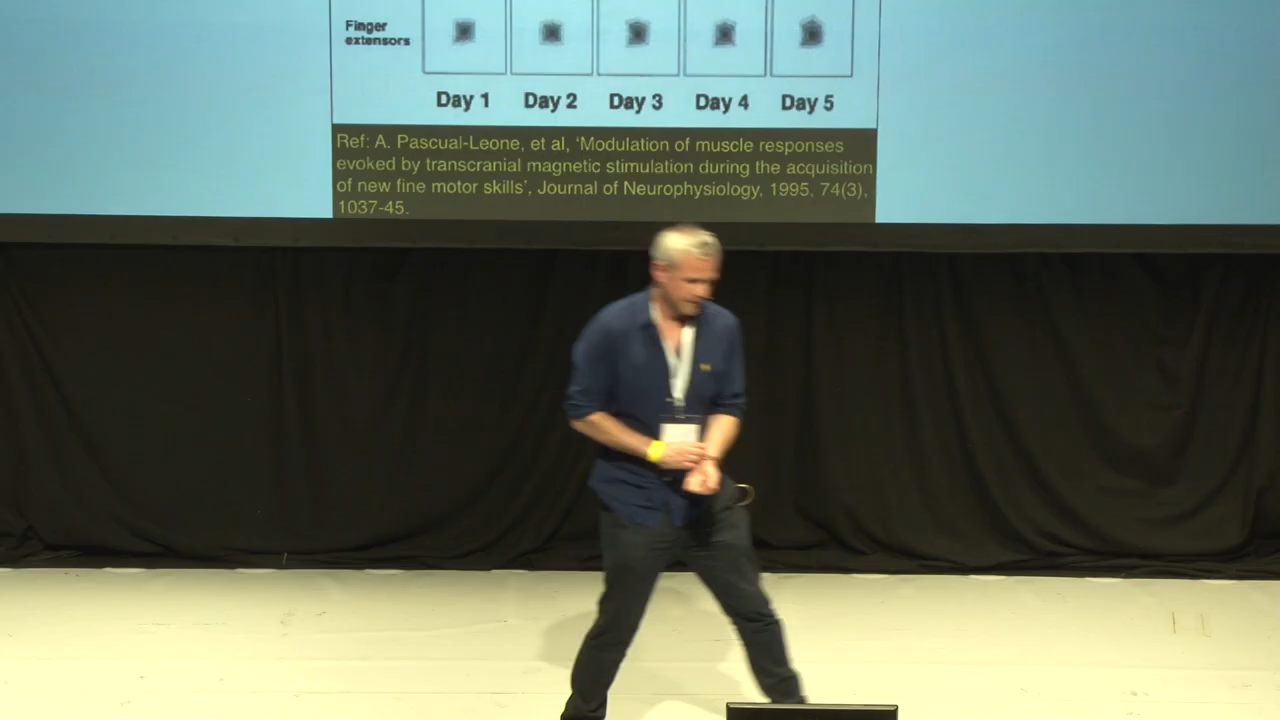 Finger
extensors
Day 1 Day 2 Day 3 Day 4 Day 5
Ref: A. Pascual-Leone, et al, ‘Modulation of muscle responses
evoked by transcranial magnetic stimulation during the acquisition
of new fine motor skills’, Journal of Neurophysiology, 1995, 74(3),
1037-45.